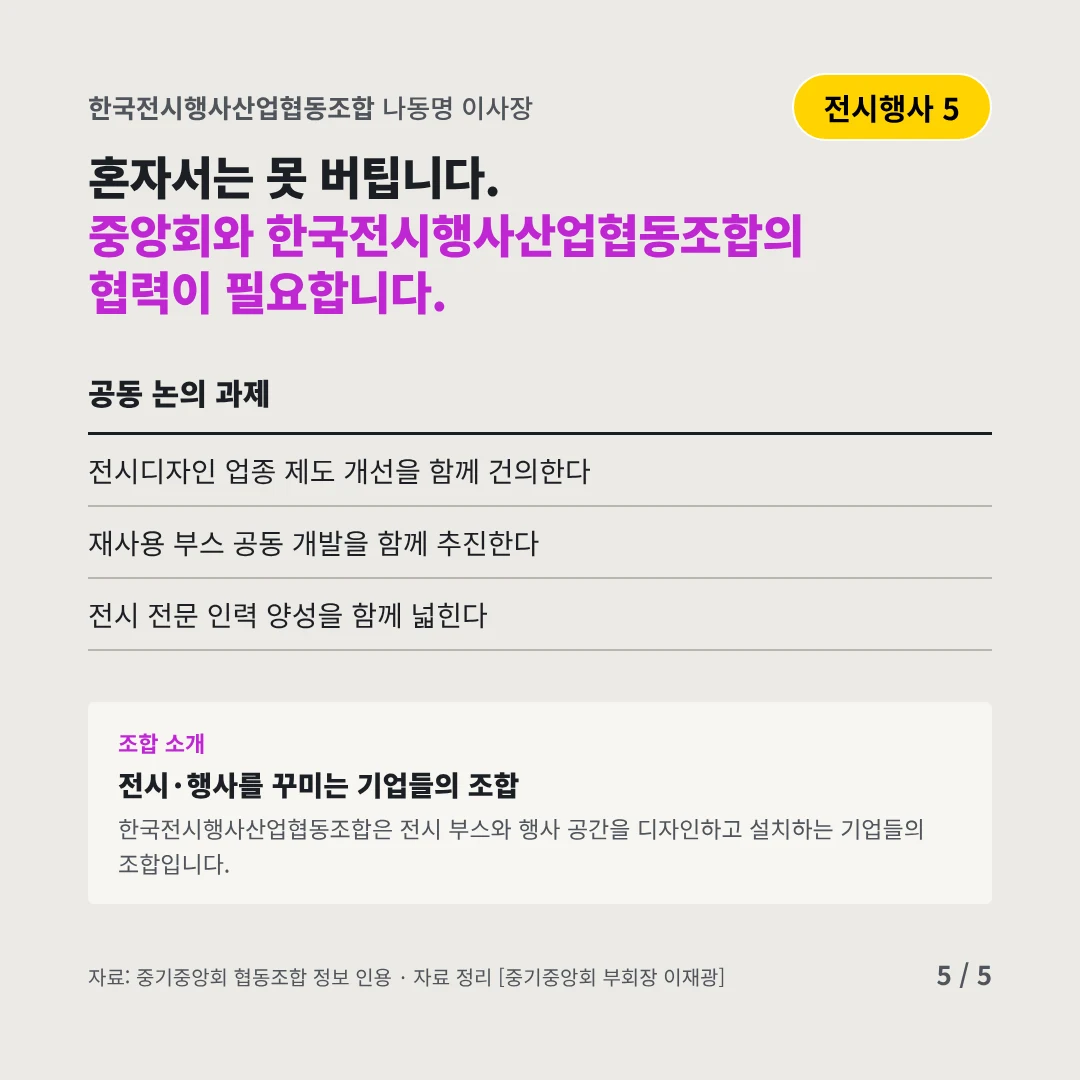 한국전시행사산업협동조합 나동명 이사장
전시행사 5
혼자서는 못 버팁니다.
중앙회와 한국전시행사산업협동조합의
협력이 필요합니다.
공동 논의 과제
전시디자인 업종 제도 개선을 함께 건의한다
재사용 부스 공동 개발을 함께 추진한다
전시 전문 인력 양성을 함께 넓힌다
조합 소개
전시·행사를 꾸미는 기업들의 조합
한국전시행사산업협동조합은 전시 부스와 행사 공간을 디자인하고 설치하는 기업들의
조합입니다.
자료: 중기중앙회 협동조합 정보 인용 · 자료 정리 [중기중앙회 부회장 이재광]
5 / 5